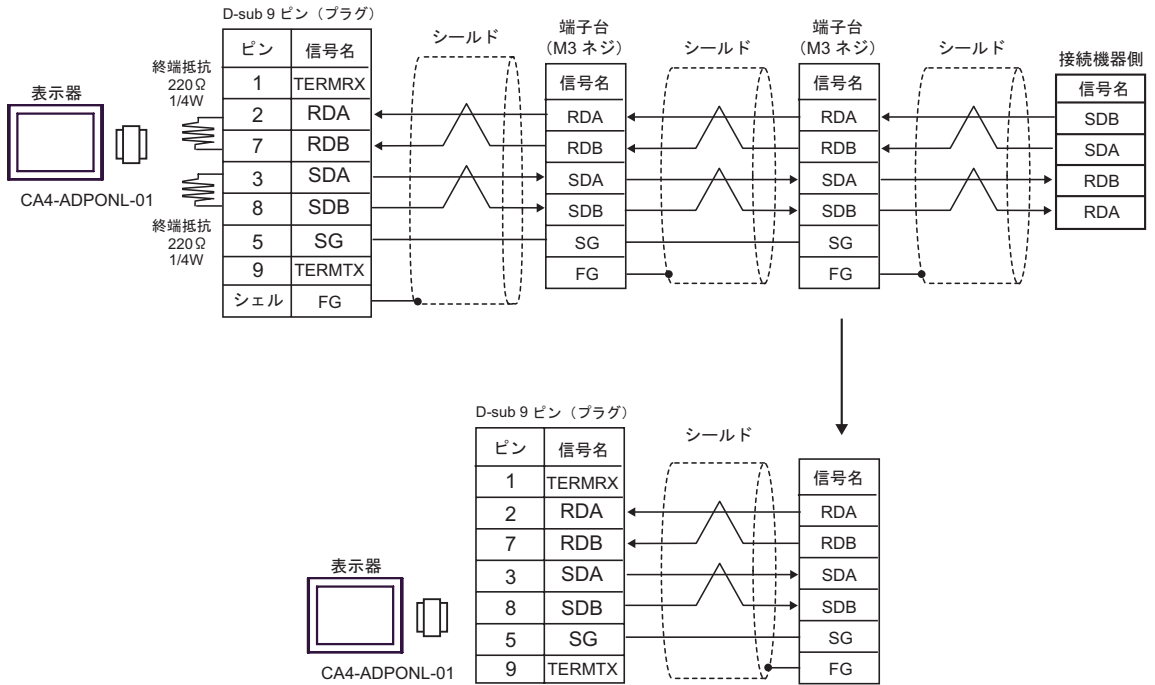 D-sub 9 ピン（プラグ）
ピン 信号名
1 TERMRX
2 RDA
7 RDB
3 SDA
8 SDB
5 SG
9 TERMTX
シェル FG
終端抵抗
220Ω
1/4W
終端抵抗
220Ω
1/4W
表示器
CA4-ADPONL-01
シールド
端子台
（M3 ネジ）
信号名
RDA
RDB
SDA
SDB
SG
FG
シールド
端子台
（M3 ネジ）
信号名
RDA
RDB
SDA
SDB
SG
FG
シールド
接続機器側
信号名
SDB
SDA
RDB
RDA
D-sub 9 ピン（プラグ）
ピン 信号名
1 TERMRX
2 RDA
7 RDB
3 SDA
8 SDB
5 SG
9 TERMTX
表示器
CA4-ADPONL-01
シールド
信号名
RDA
RDB
SDA
SDB
SG
FG